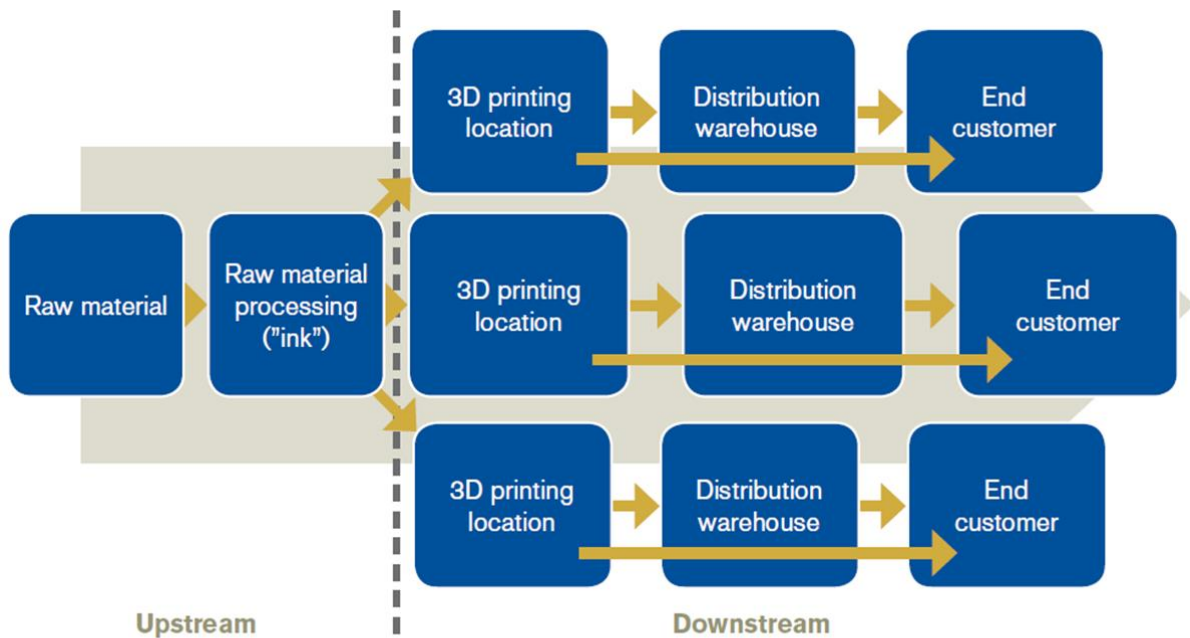 3D printing
location
Distribution
warehouse
End
customer
Raw material
Raw material
processing
("ink")
3D printing
location
Distribution
warehouse
End
customer
3D printing
location
Distribution
warehouse
End
customer
Upstream
Downstream